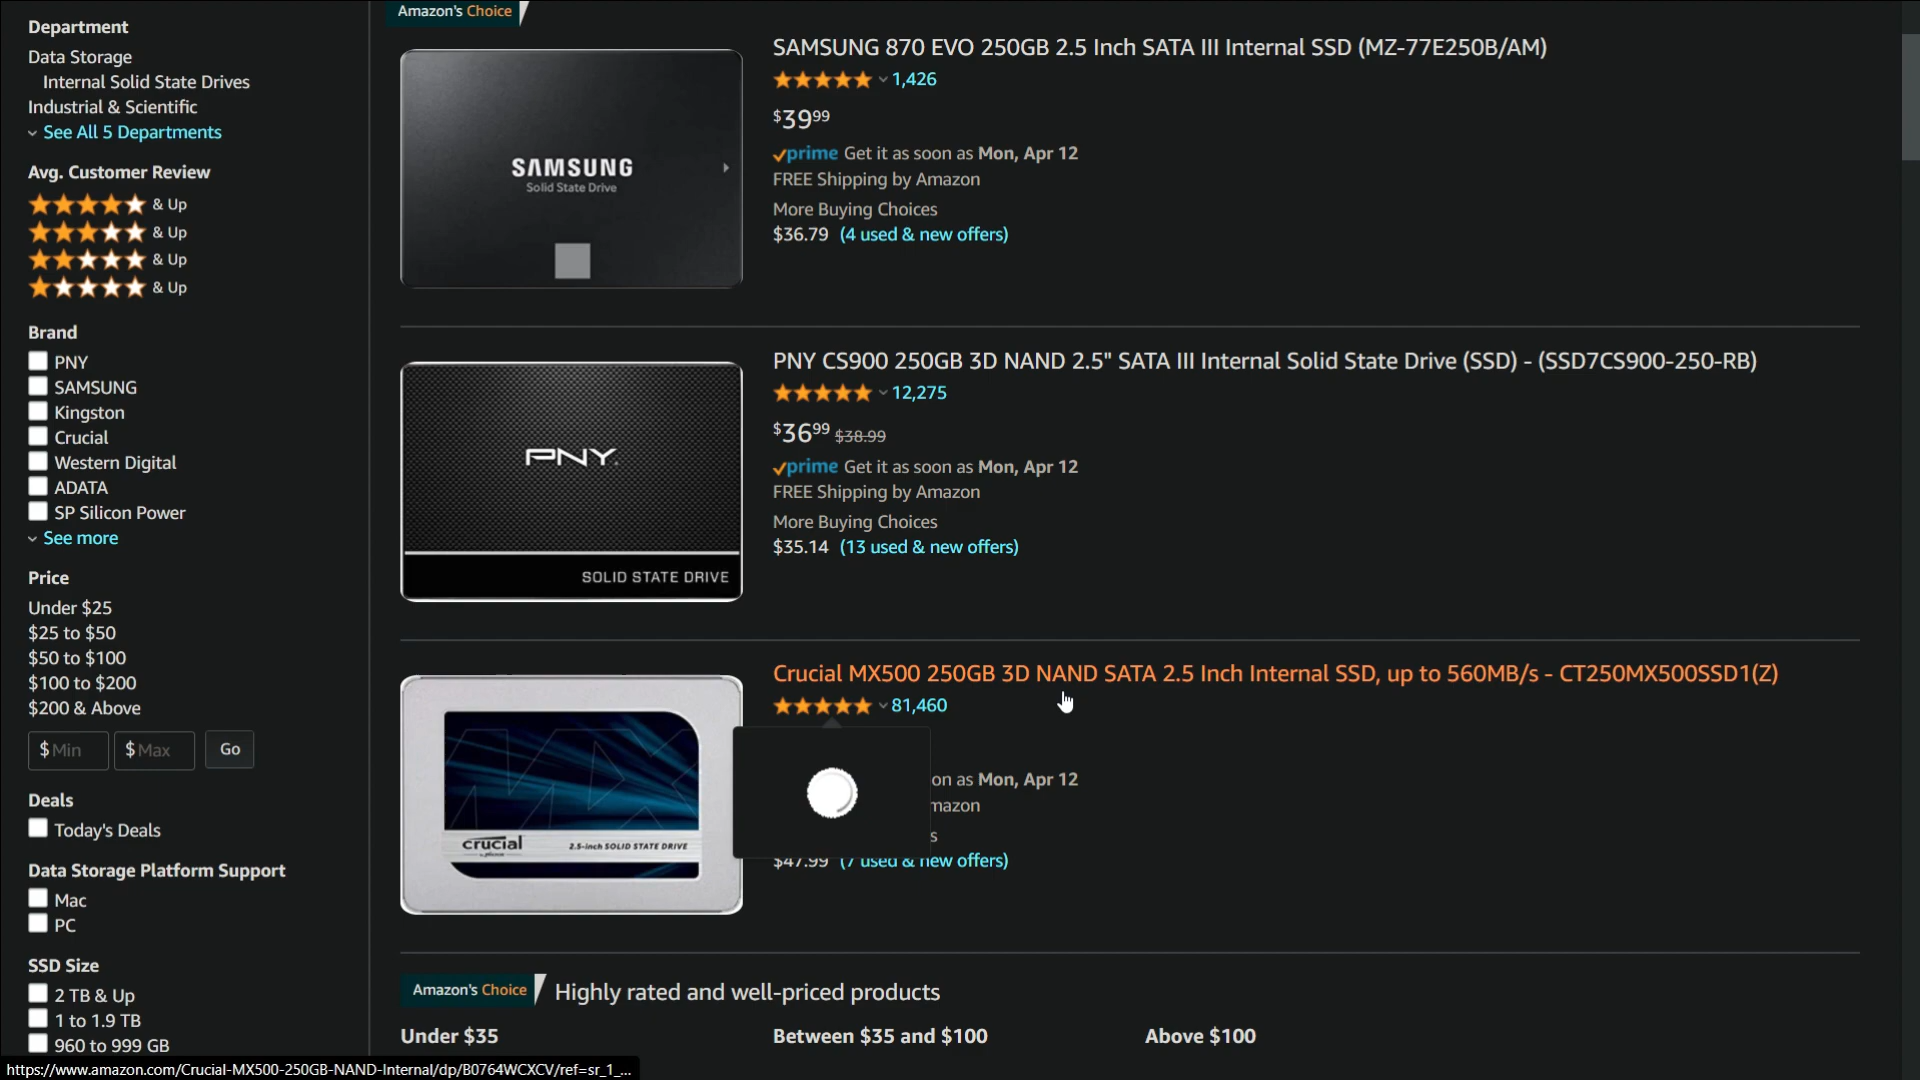 Department
Data Storage
Internal Solid State Drives
Industrial & Scientific
See All 5 Departments
Avg. Customer Review
& Up
& Up
& Up
& Up
Brand
PNY
SAMSUNG
Kingston
Crucial
Western Digital
ADATA
SP Silicon Power
See more
Price
Under $25
$25 to $50
$50 to $100
$100 to $200
$200 & Above
$ Min $ Max Go
Deals
Today's Deals
Data Storage Platform Support
Mac
PC
SSD Size
2 TB & Up
1 to 1.9 TB
960 to 999 GB
Amazon's Choice
SAMSUNG
Solid State Drive
SAMSUNG 870 EVO 250GB 2.5 Inch SATA III Internal SSD (MZ-77E250B/AM)
1,426
$3999
prime Get it as soon as Mon, Apr 12
FREE Shipping by Amazon
More Buying Choices
$36.79 (4 used & new offers)
PNY.
SOLID STATE DRIVE
PNY CS900 250GB 3D NAND 2.5" SATA III Internal Solid State Drive (SSD) - (SSD7CS900-250-RB)
12,275
$3699 $38.99
prime Get it as soon as Mon, Apr 12
FREE Shipping by Amazon
More Buying Choices
$35.14 (13 used & new offers)
crucial
2.5-inch SOLID STATE DRIVE
Crucial MX500 250GB 3D NAND SATA 2.5 Inch Internal SSD, up to 560MB/s - CT250MX500SSD1(Z)
81,460
on as Mon, Apr 12
mazon
s
$47.99 (7 used & new offers)
Amazon's Choice Highly rated and well-priced products
Under $35 Between $35 and $100 Above $100
https://www.amazon.com/Crucial-MX500-250GB-NAND-Internal/dp/B0764WCXCV/ref=sr_1_...